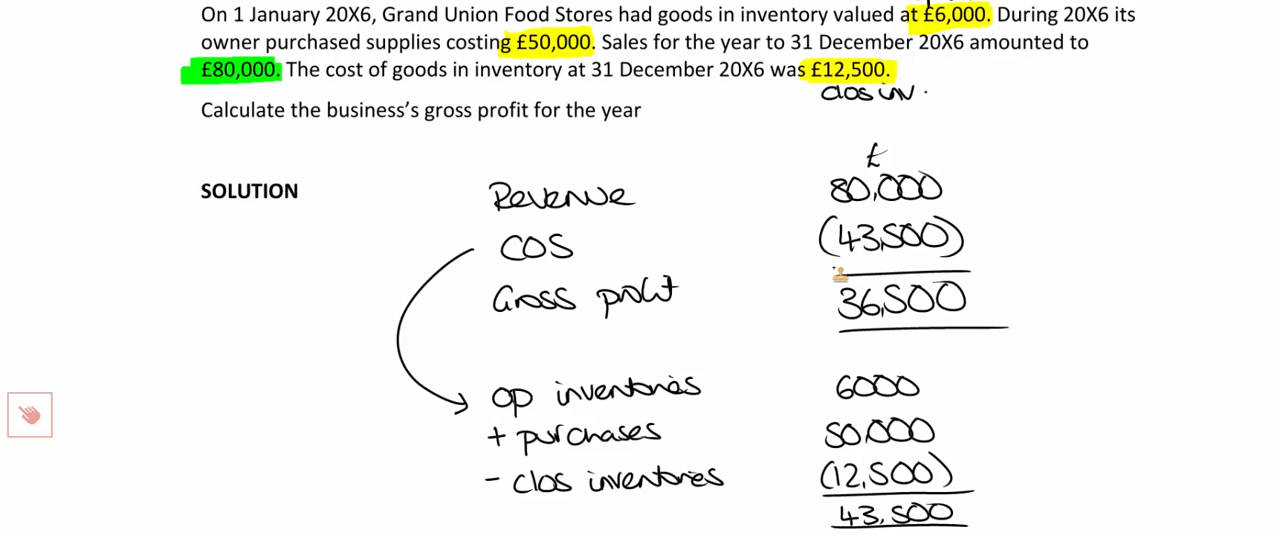 On 1 January 20X6, Grand Union Food Stores had goods in inventory valued at £6,000. During 20X6 its
owner purchased supplies costing £50,000. Sales for the year to 31 December 20X6 amounted to
£80,000. The cost of goods in inventory at 31 December 20X6 was £12,500.
clos inv.
Calculate the business's gross profit for the year
£
SOLUTION Revenue 80,000
COS (43,500)
Gross profit 36,500
op inventories 6000
+ purchases 50,000
- clos inventories (12,500)
43,500